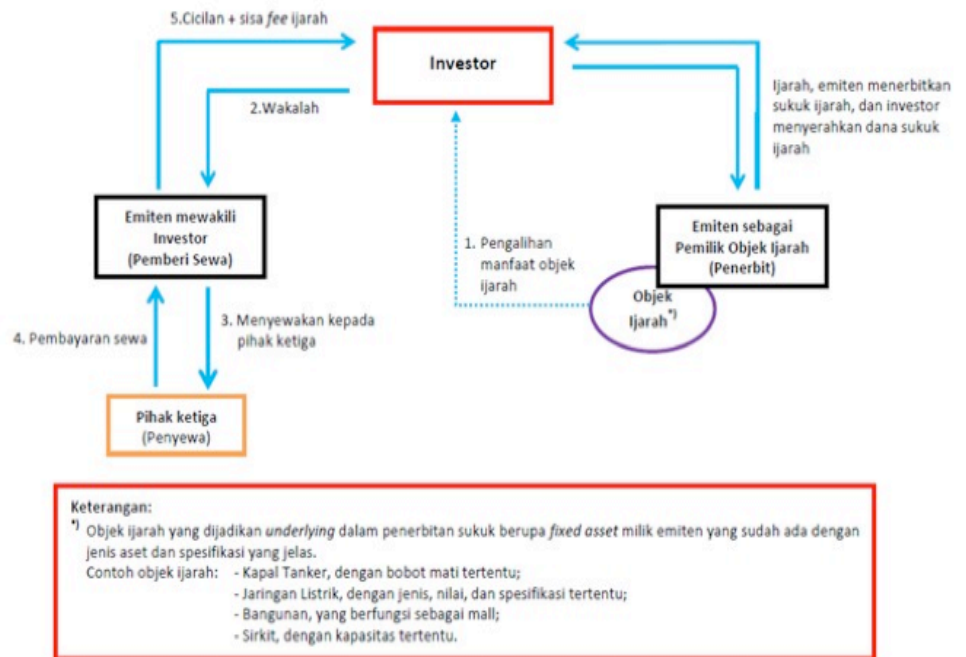 5.Cicilan + sisa fee ijarah
Investor
2.Wakalah
Ijarah, emiten menerbitkan
sukuk ijarah, dan investor
menyerahkan dana sukuk
ijarah
Emiten mewakili
Investor
(Pemberi Sewa)
Emiten sebagai
Pemilik Objek Ijarah
(Penerbit)
1. Pengalihan
manfaat objek
ijarah
Objek
Ijarah*)
4. Pembayaran sewa
3. Menyewakan kepada
pihak ketiga
Pihak ketiga
(Penyewa)
Keterangan:
*) Objek ijarah yang dijadikan underlying dalam penerbitan sukuk berupa fixed asset milik emiten yang sudah ada dengan
jenis aset dan spesifikasi yang jelas.
Contoh objek ijarah: - Kapal Tanker, dengan bobot mati tertentu;
- Jaringan Listrik, dengan jenis, nilai, dan spesifikasi tertentu;
- Bangunan, yang berfungsi sebagai mall;
- Sirkit, dengan kapasitas tertentu.